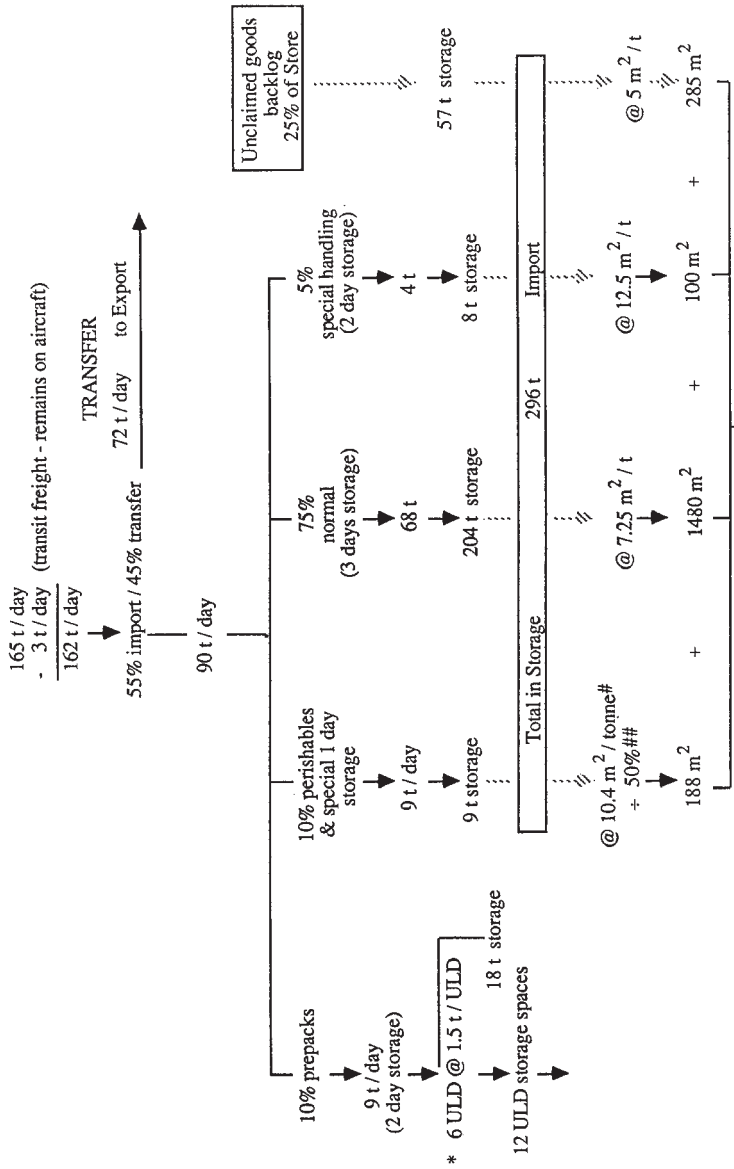 165 t / day
- 3 t / day (transit freight - remains on aircraft)
162 t / day
TRANSFER
55% import / 45% transfer
72 t / day to Export
90 t / day
10% prepacks
9 t / day
(2 day storage)
* 6 ULD @ 1.5 t / ULD
18 t storage
12 ULD storage spaces
10% perishables
& special 1 day
storage
9 t / day
9 t storage
75%
normal
(3 days storage)
68 t
204 t storage
5%
special handling
(2 day storage)
4 t
8 t storage
Unclaimed goods
backlog
25% of Store
57 t storage
Total in Storage 296 t Import
@ 10.4 m² / tonne#
÷ 50%##
@ 7.25 m² / t
@ 12.5 m² / t
@ 5 m² / t
188 m² + 1480 m² + 100 m² + 285 m²